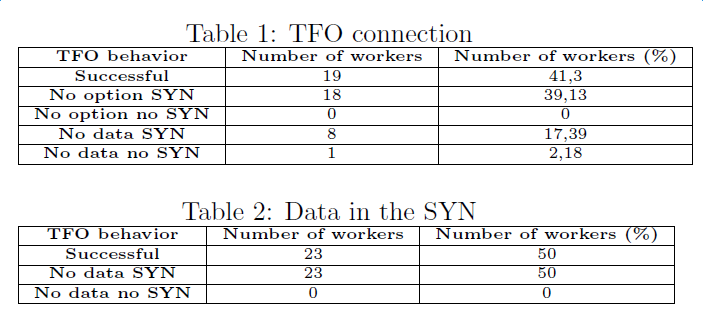 Table 1: TFO connection
TFO behavior Number of workers Number of workers (%)
Successful 19 41,3
No option SYN 18 39,13
No option no SYN 0 0
No data SYN 8 17,39
No data no SYN 1 2,18
Table 2: Data in the SYN
TFO behavior Number of workers Number of workers (%)
Successful 23 50
No data SYN 23 50
No data no SYN 0 0